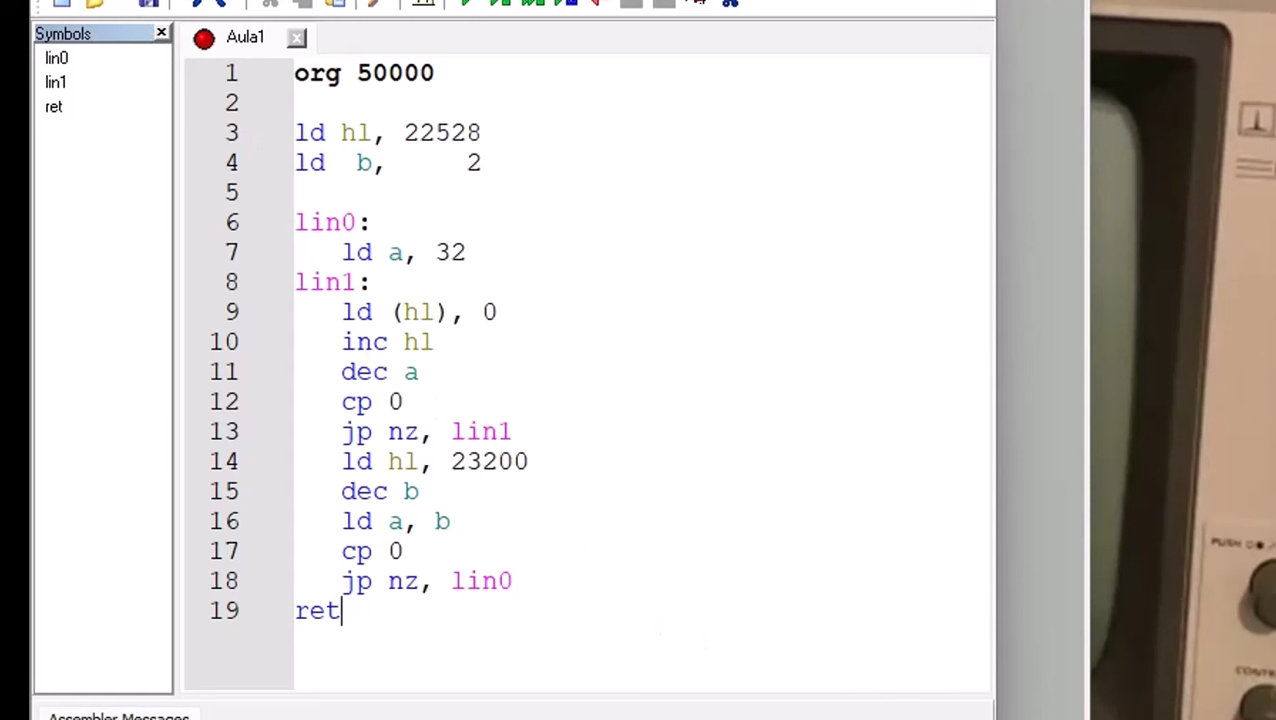 Symbols
lin0
lin1
ret
Aula1
1 org 50000
2
3 ld hl, 22528
4 ld b, 2
5
6 lin0:
7 ld a, 32
8 lin1:
9 ld (hl), 0
10 inc hl
11 dec a
12 cp 0
13 jp nz, lin1
14 ld hl, 23200
15 dec b
16 ld a, b
17 cp 0
18 jp nz, lin0
19 ret
Assembler Messages
PUSH